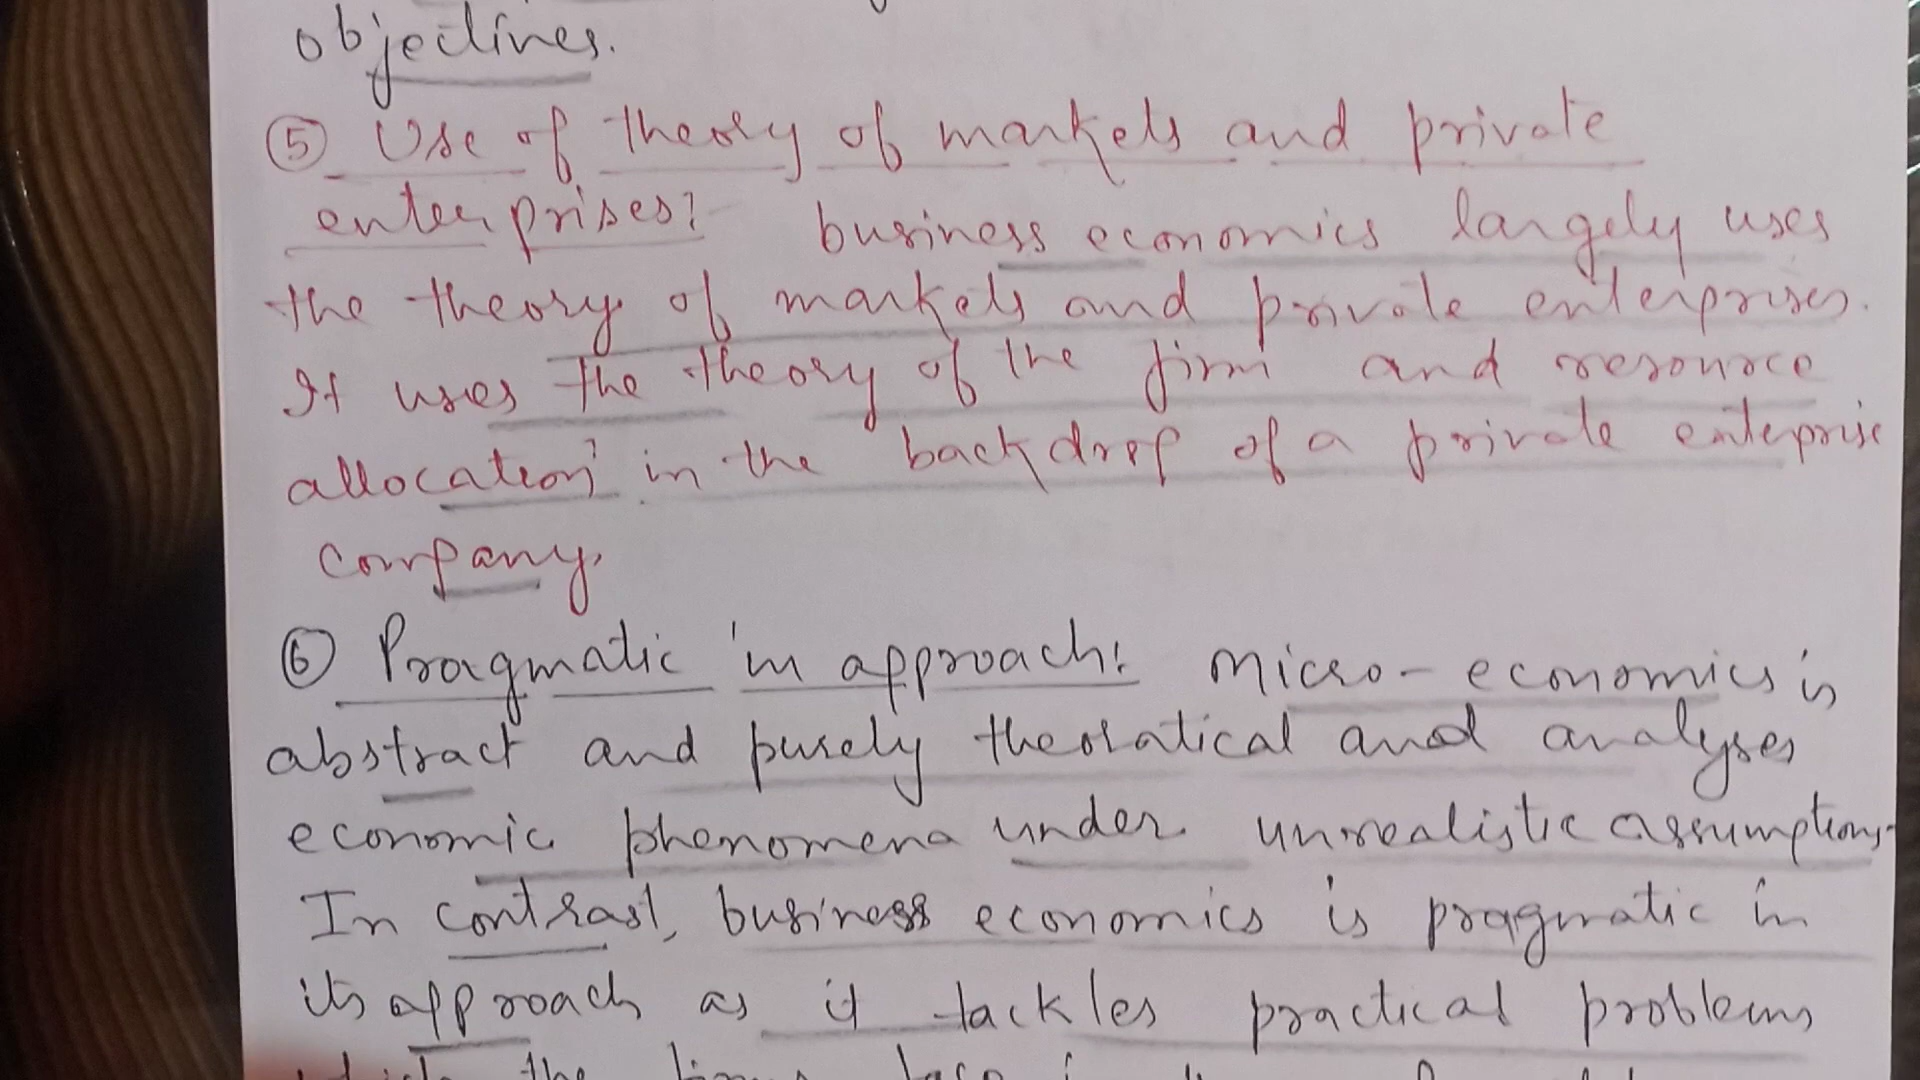 objectives.
⑤ Use of theory of markets and private
enterprises:- business economics largely uses
the theory of markets and private enterprises.
It uses the theory of the firm and resource
allocation in the backdrop of a private enterprise
company.
⑥ Pragmatic in approach: Micro-economics is
abstract and purely theoratical and analyses
economic phenomena under unrealistic assumptions.
In contrast, business economics is pragmatic in
its approach as it tackles practical problems
the